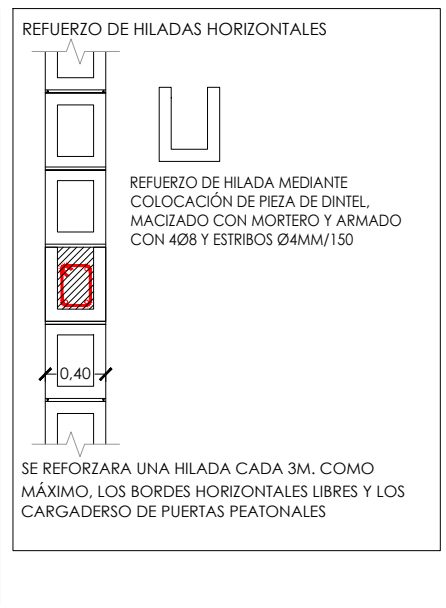 REFUERZO DE HILADAS HORIZONTALES
REFUERZO DE HILADA MEDIANTE
COLOCACIÓN DE PIEZA DE DINTEL,
MACIZADO CON MORTERO Y ARMADO
CON 4Ø8 Y ESTRIBOS Ø4MM/150
0,40
SE REFORZARA UNA HILADA CADA 3M. COMO
MÁXIMO, LOS BORDES HORIZONTALES LIBRES Y LOS
CARGADERSO DE PUERTAS PEATONALES